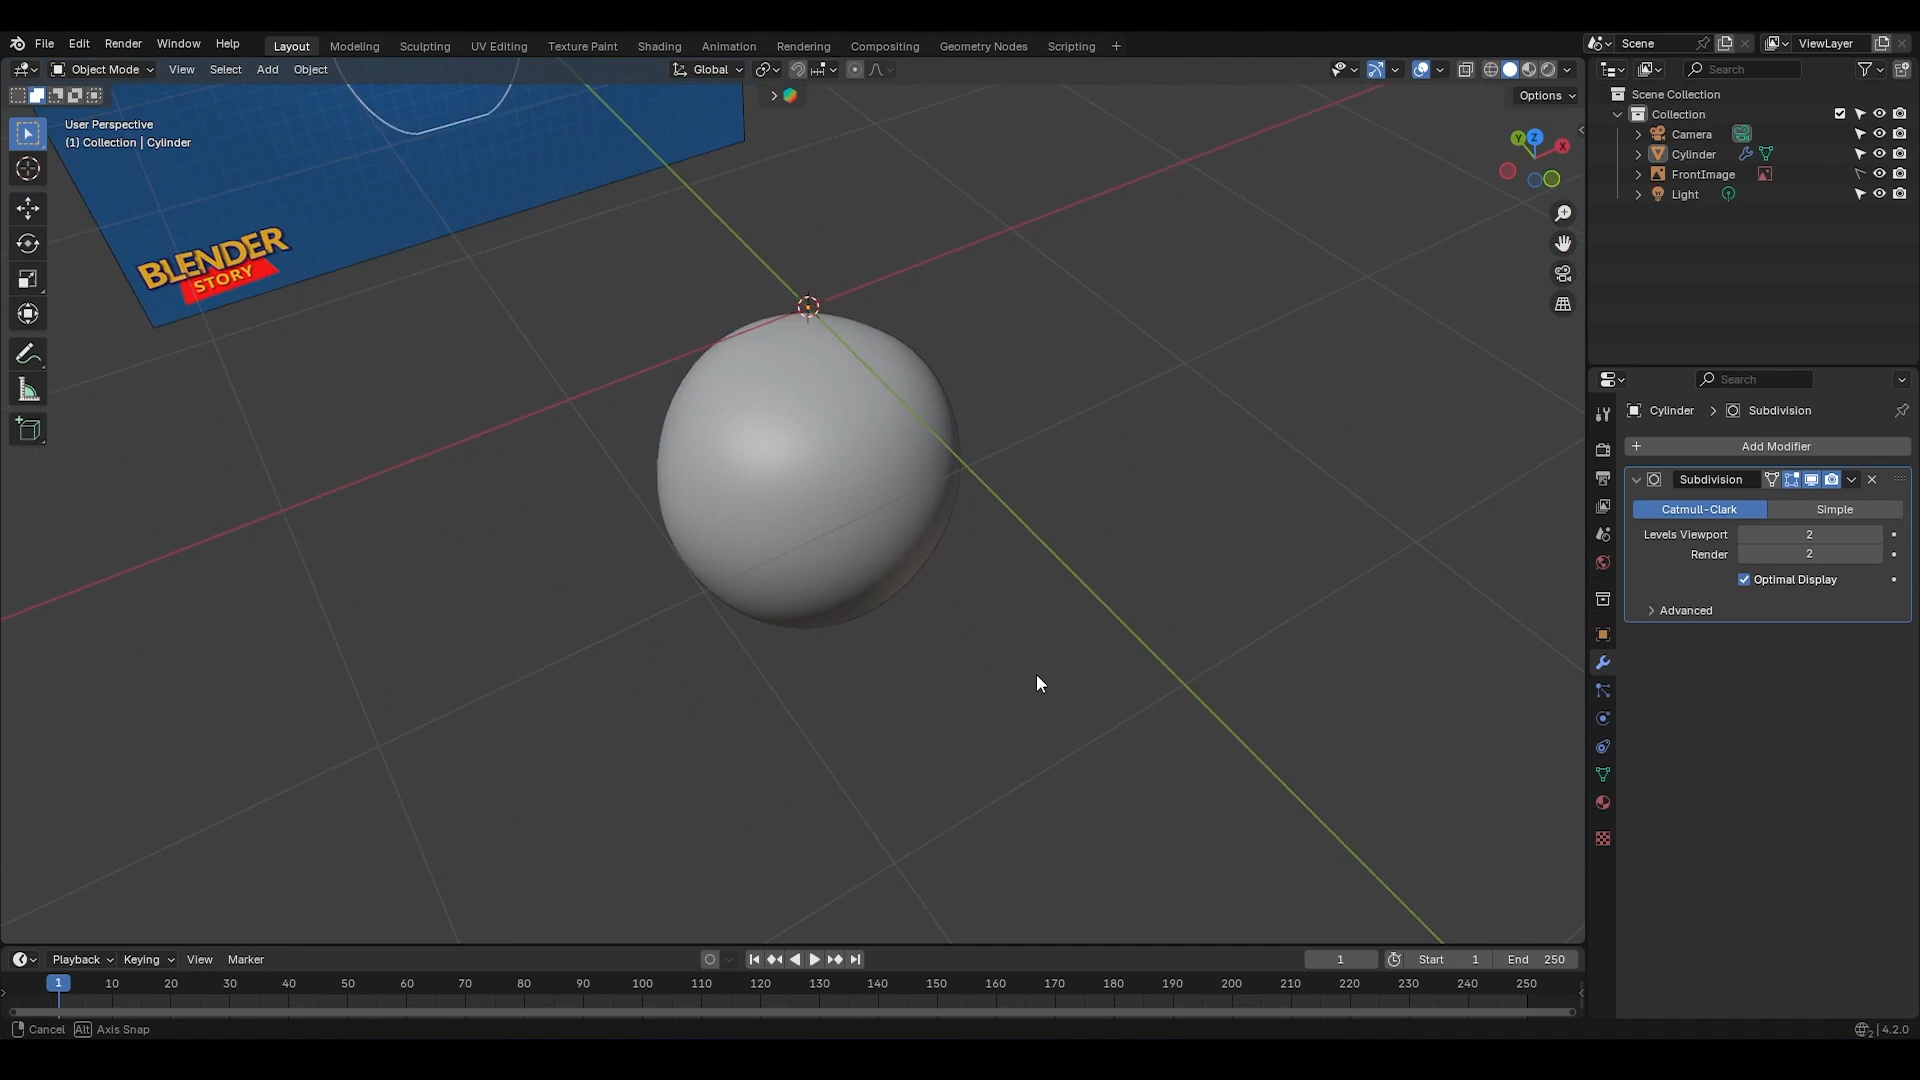 File Edit Render Window Help Layout Modeling Sculpting UV Editing Texture Paint Shading Animation Rendering Compositing Geometry Nodes Scripting + Scene ViewLayer
Object Mode View Select Add Object Global Search
Options
User Perspective
(1) Collection | Cylinder
Scene Collection
Collection
Camera
Cylinder
FrontImage
Light
Y Z X
BLENDER
STORY
Search
Cylinder > Subdivision
+ Add Modifier
Subdivision
Catmull-Clark Simple
Levels Viewport 2
Render 2
Optimal Display
Advanced
Playback Keying View Marker 1 Start 1 End 250
1 10 20 30 40 50 60 70 80 90 100 110 120 130 140 150 160 170 180 190 200 210 220 230 240 250
Cancel Alt Axis Snap 4.2.0